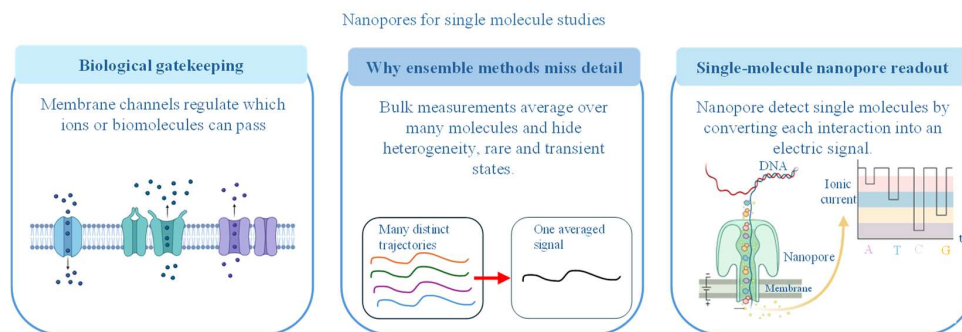 Nanopores for single molecule studies
Biological gatekeeping
Membrane channels regulate which
ions or biomolecules can pass
Why ensemble methods miss detail
Bulk measurements average over
many molecules and hide
heterogeneity, rare and transient
states.
Many distinct
trajectories
One averaged
signal
Single-molecule nanopore readout
Nanopore detect single molecules by
converting each interaction into an
electric signal.
DNA
Nanopore
Membrane
Ionic
current
t
A T C G